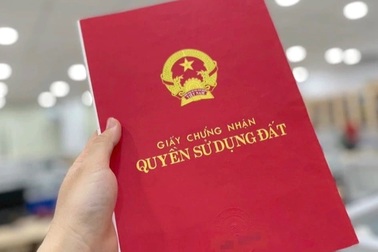 GIẤY CHỨNG NHẬN
QUYỀN SỬ DỤNG ĐẤT